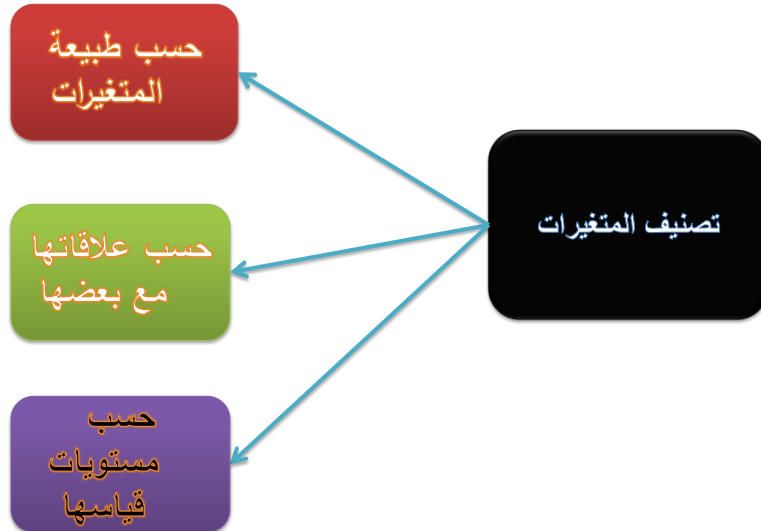 تصنيف المتغيرات
حسب طبيعة
المتغيرات
حسب علاقاتها
مع بعضها
حسب
مستويات
قياسها